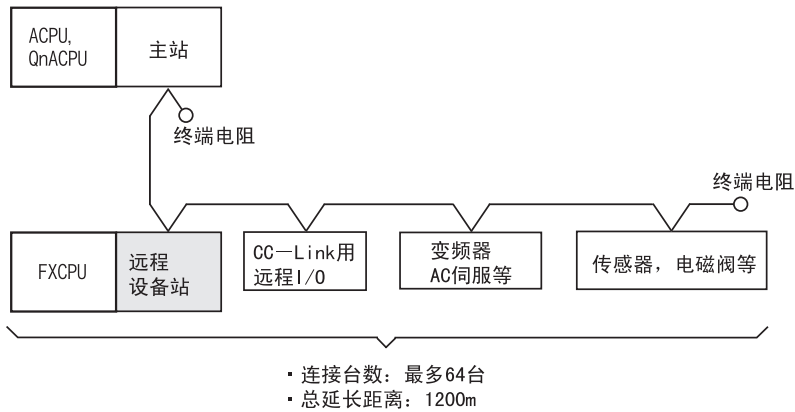 ACPU,
QnACPU
主站
终端电阻
终端电阻
FXCPU
远程
设备站
CC－Link用
远程I/O
变频器
AC伺服等
传感器，电磁阀等
·连接台数：最多64台
·总延长距离：1200m